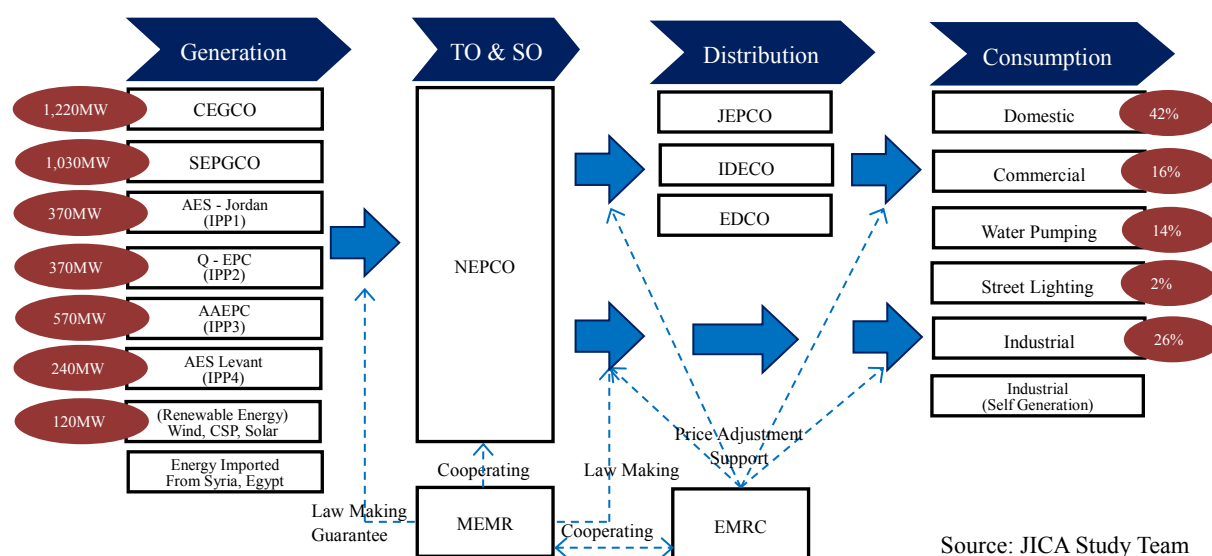 Generation
TO & SO
Distribution
Consumption
1,220MW
CEGCO
1,030MW
SEPGCO
370MW
AES - Jordan
(IPP1)
370MW
Q - EPC
(IPP2)
570MW
AAEPC
(IPP3)
240MW
AES Levant
(IPP4)
120MW
(Renewable Energy)
Wind, CSP, Solar
Energy Imported
From Syria, Egypt
NEPCO
JEPCO
IDECO
EDCO
Domestic
42%
Commercial
16%
Water Pumping
14%
Street Lighting
2%
Industrial
26%
Industrial
(Self Generation)
Price Adjustment
Support
Cooperating
Law Making
Law Making
Guarantee
MEMR
Cooperating
EMRC
Source: JICA Study Team